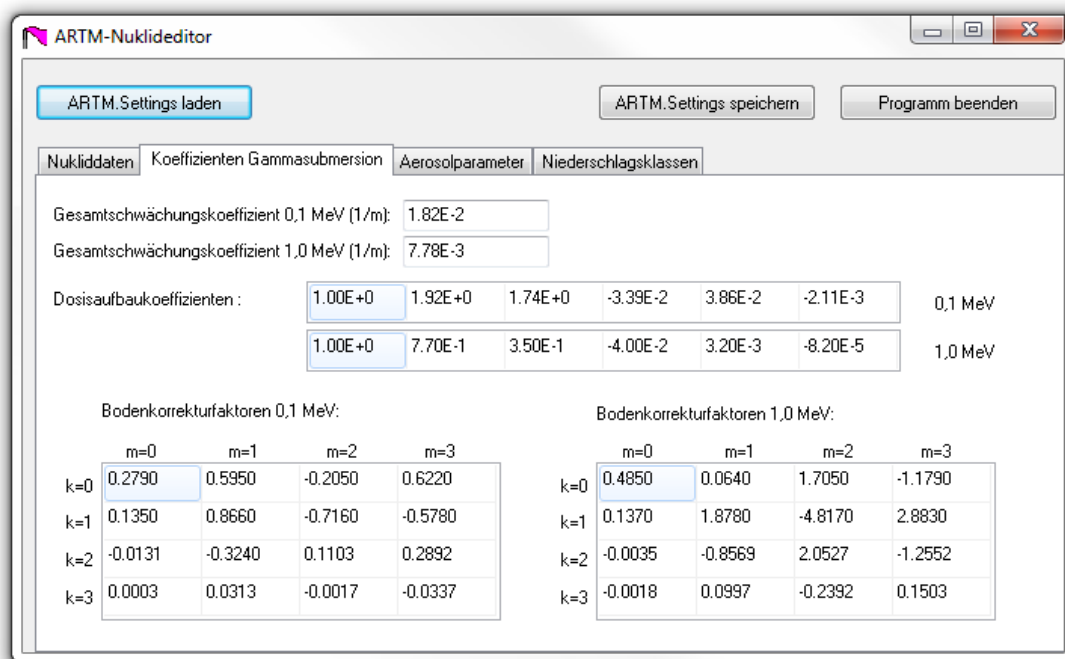 ARTM-Nuklideditor
ARTM.Settings laden ARTM.Settings speichern Programm beenden
Nukliddaten Koeffizienten Gammasubmersion Aerosolparameter Niederschlagsklassen
Gesamtschwächungskoeffizient 0,1 MeV (1/m): 1.82E-2
Gesamtschwächungskoeffizient 1,0 MeV (1/m): 7.78E-3
Dosisaufbaukoeffizienten : 1.00E+0 1.92E+0 1.74E+0 -3.39E-2 3.86E-2 -2.11E-3 0,1 MeV
1.00E+0 7.70E-1 3.50E-1 -4.00E-2 3.20E-3 -8.20E-5 1,0 MeV
Bodenkorrekturfaktoren 0,1 MeV:
m=0 m=1 m=2 m=3
k=0 0.2790 0.5950 -0.2050 0.6220
k=1 0.1350 0.8660 -0.7160 -0.5780
k=2 -0.0131 -0.3240 0.1103 0.2892
k=3 0.0003 0.0313 -0.0017 -0.0337
Bodenkorrekturfaktoren 1,0 MeV:
m=0 m=1 m=2 m=3
k=0 0.4850 0.0640 1.7050 -1.1790
k=1 0.1370 1.8780 -4.8170 2.8830
k=2 -0.0035 -0.8569 2.0527 -1.2552
k=3 -0.0018 0.0997 -0.2392 0.1503